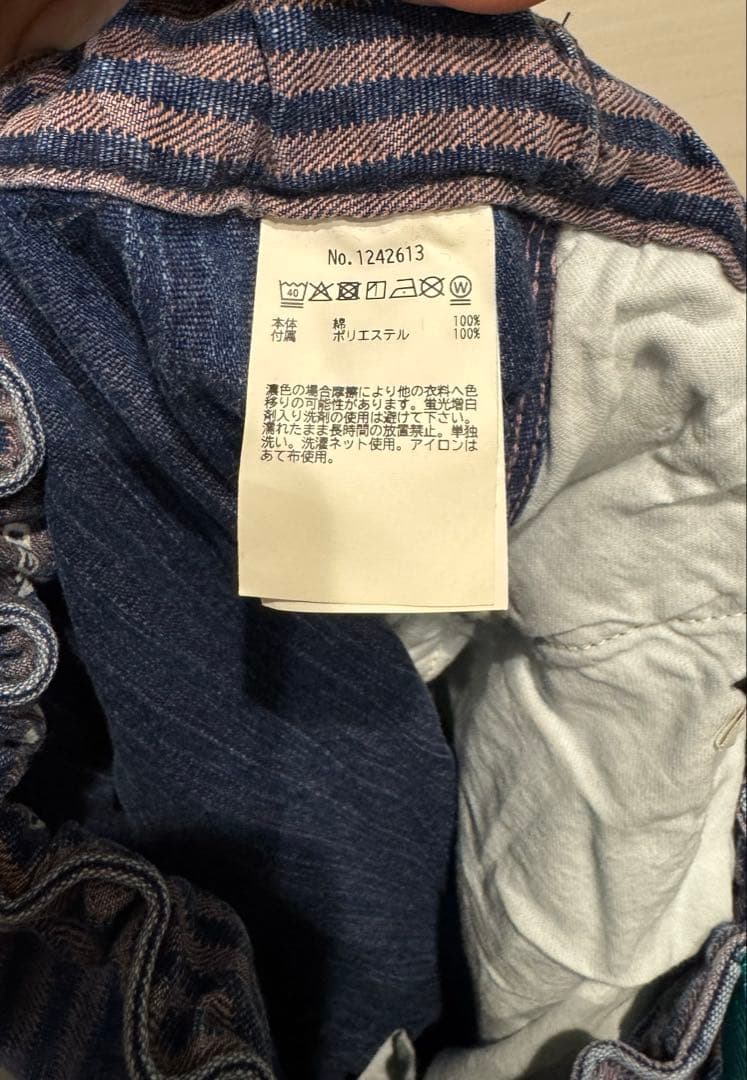 No.1242613
40 W
本体 綿 100%
付属 ポリエステル 100%
濃色の場合摩擦により他の衣料へ色
移りの可能性があります。蛍光増白
剤入り洗剤の使用は避けて下さい。
濡れたまま長時間の放置禁止。単独
洗い。洗濯ネット使用。アイロンは
あて布使用。